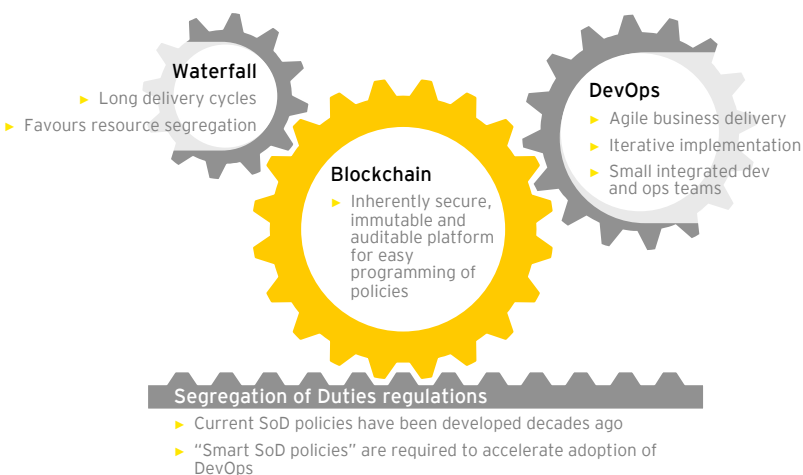 Waterfall
► Long delivery cycles
► Favours resource segregation
Blockchain
► Inherently secure,
immutable and
auditable platform
for easy
programming of
policies
DevOps
► Agile business delivery
► Iterative implementation
► Small integrated dev
and ops teams
Segregation of Duties regulations
► Current SoD policies have been developed decades ago
► “Smart SoD policies” are required to accelerate adoption of
DevOps